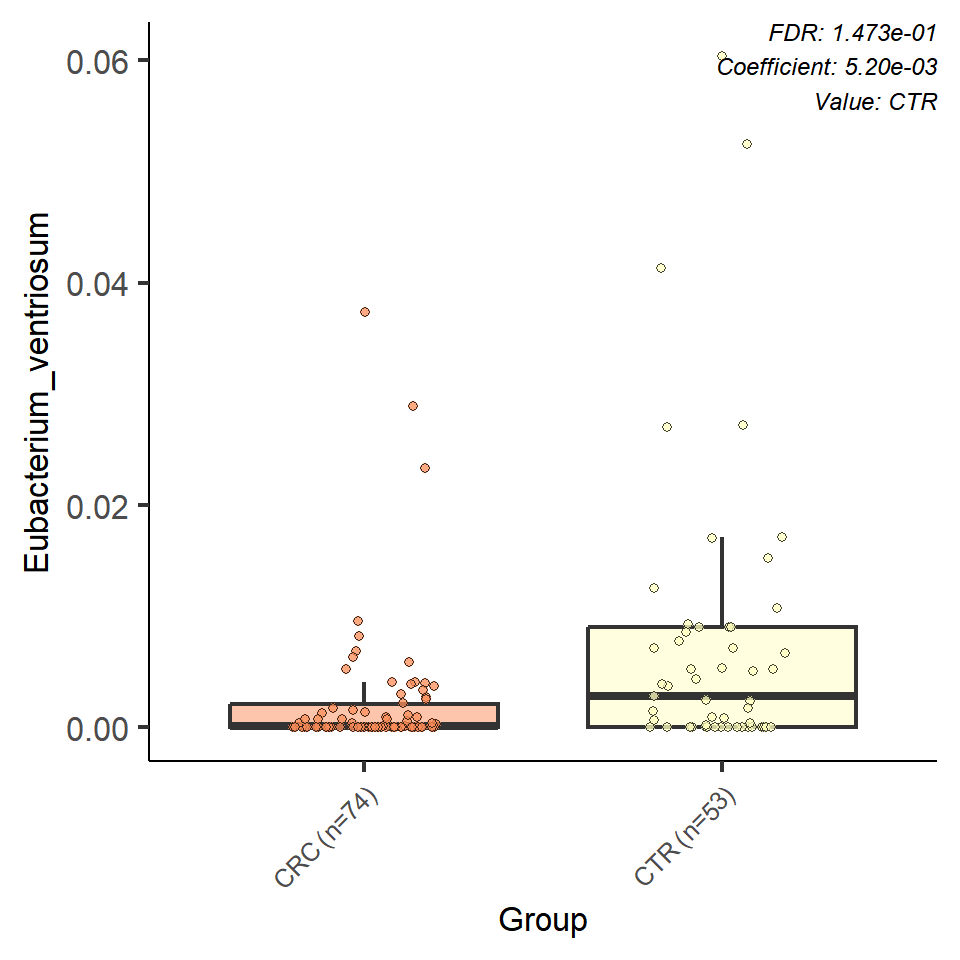 FDR: 1.473e-01
Coefficient: 5.20e-03
Value: CTR
0.06
0.04
0.02
0.00
Eubacterium_ventriosum
CRC (n=74)
CTR (n=53)
Group